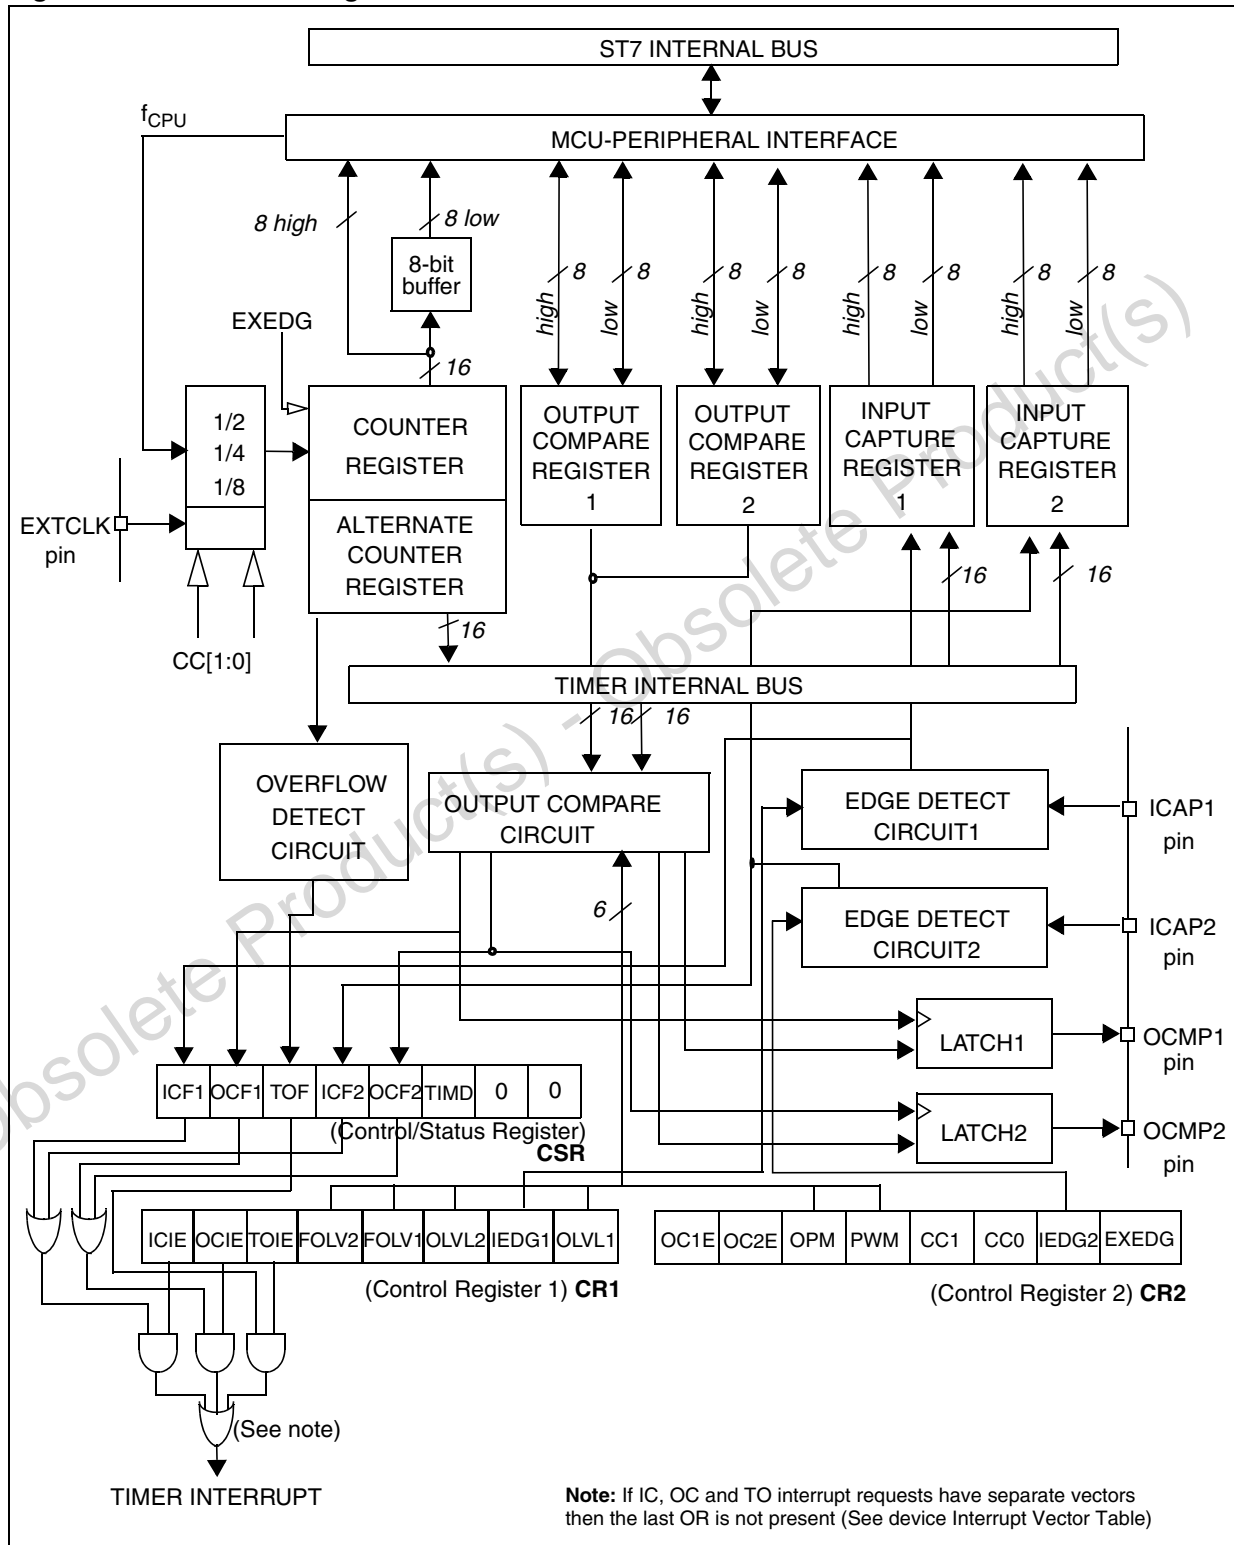 ST7 INTERNAL BUS
fCPU
MCU-PERIPHERAL INTERFACE
8 high
8 low
8-bit
buffer
high
8
low
8
high
8
low
8
high
8
low
8
high
8
low
8
EXEDG
16
1/2
1/4
1/8
COUNTER
REGISTER
OUTPUT
COMPARE
REGISTER
1
OUTPUT
COMPARE
REGISTER
2
INPUT
CAPTURE
REGISTER
1
INPUT
CAPTURE
REGISTER
2
EXTCLK
pin
ALTERNATE
COUNTER
REGISTER
16
16
16
CC[1:0]
TIMER INTERNAL BUS
16
16
OVERFLOW
DETECT
CIRCUIT
OUTPUT COMPARE
CIRCUIT
EDGE DETECT
CIRCUIT1
ICAP1
pin
6
EDGE DETECT
CIRCUIT2
ICAP2
pin
LATCH1
OCMP1
pin
ICF1 OCF1 TOF ICF2 OCF2 TIMD 0 0
(Control/Status Register)
CSR
LATCH2
OCMP2
pin
ICIE OCIE TOIE FOLV2 FOLV1 OLVL2 IEDG1 OLVL1
(Control Register 1) CR1
OC1E OC2E OPM PWM CC1 CC0 IEDG2 EXEDG
(Control Register 2) CR2
(See note)
TIMER INTERRUPT
Note: If IC, OC and TO interrupt requests have separate vectors
then the last OR is not present (See device Interrupt Vector Table)
Obsolete Product(s) - Obsolete Product(s)